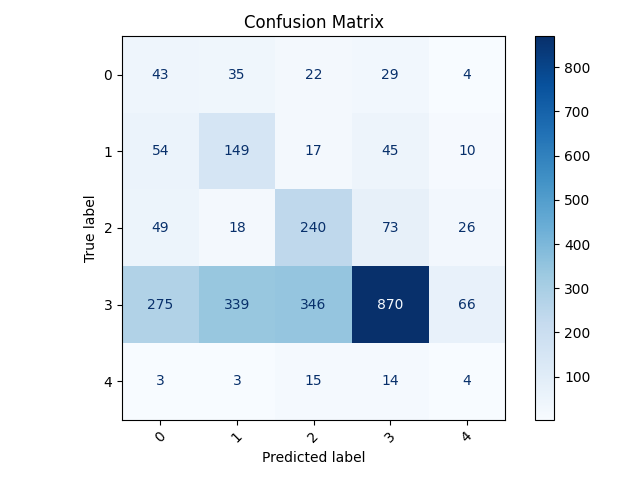 Confusion Matrix
True label
0 43 35 22 29 4
1 54 149 17 45 10
2 49 18 240 73 26
3 275 339 346 870 66
4 3 3 15 14 4
0 1 2 3 4
Predicted label
800
700
600
500
400
300
200
100